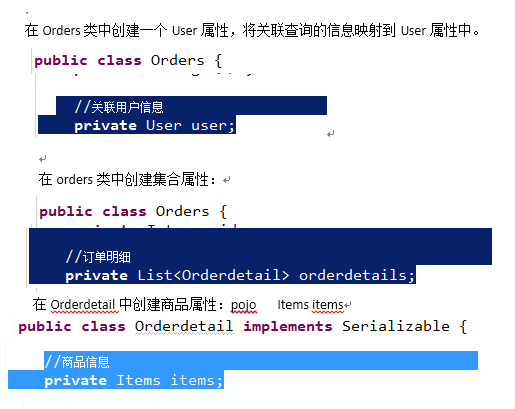 在 Orders 类中创建一个 User 属性，将关联查询的信息映射到 User 属性中。
public class Orders {
//关联用户信息
private User user;
在 orders 类中创建集合属性：
public class Orders {
//订单明细
private List<Orderdetail> orderdetails;
在 Orderdetail 中创建商品属性：pojo Items items
public class Orderdetail implements Serializable {
//商品信息
private Items items;